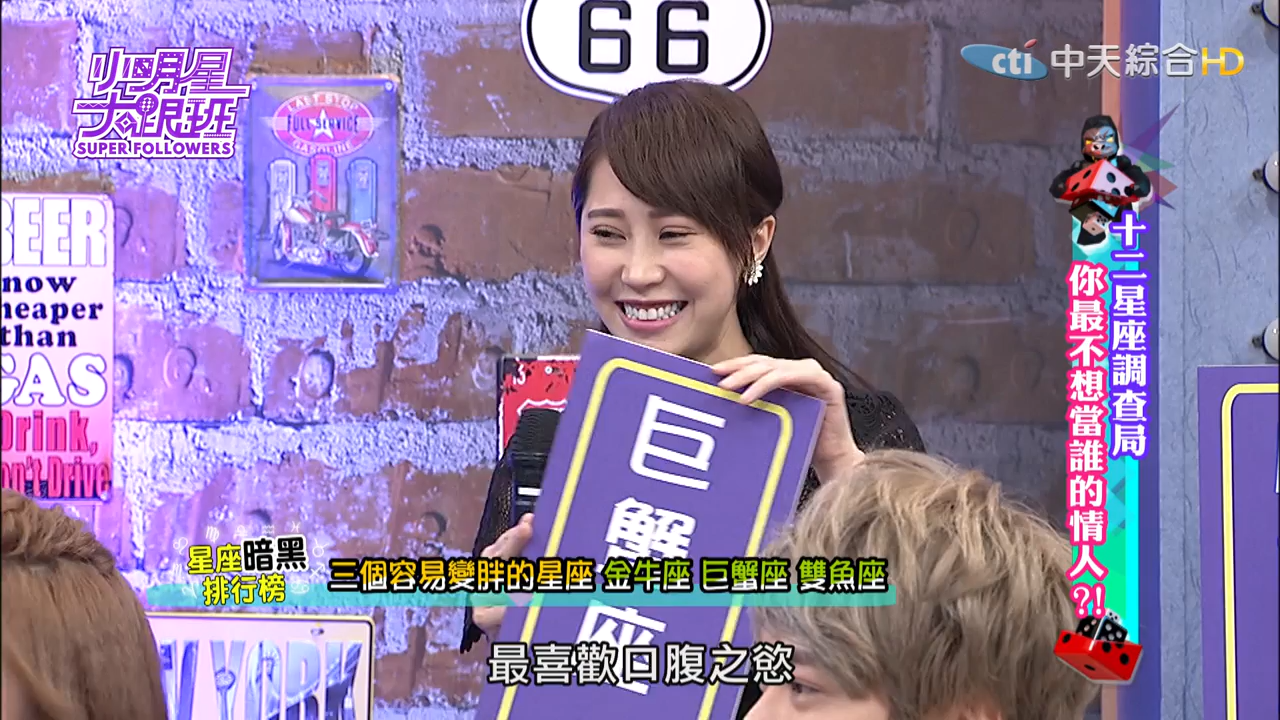 66
小明星
大跟班
SUPER FOLLOWERS
cti 中天綜合HD
LAST STOP
FULL SERVICE
GASOLINE
BEER
now
heaper
than
GAS
Drink,
on't Drive
十二星座調查局
你最不想當誰的情人?!
巨蟹座
星座暗黑
排行榜
三個容易變胖的星座 金牛座 巨蟹座 雙魚座
最喜歡口腹之慾